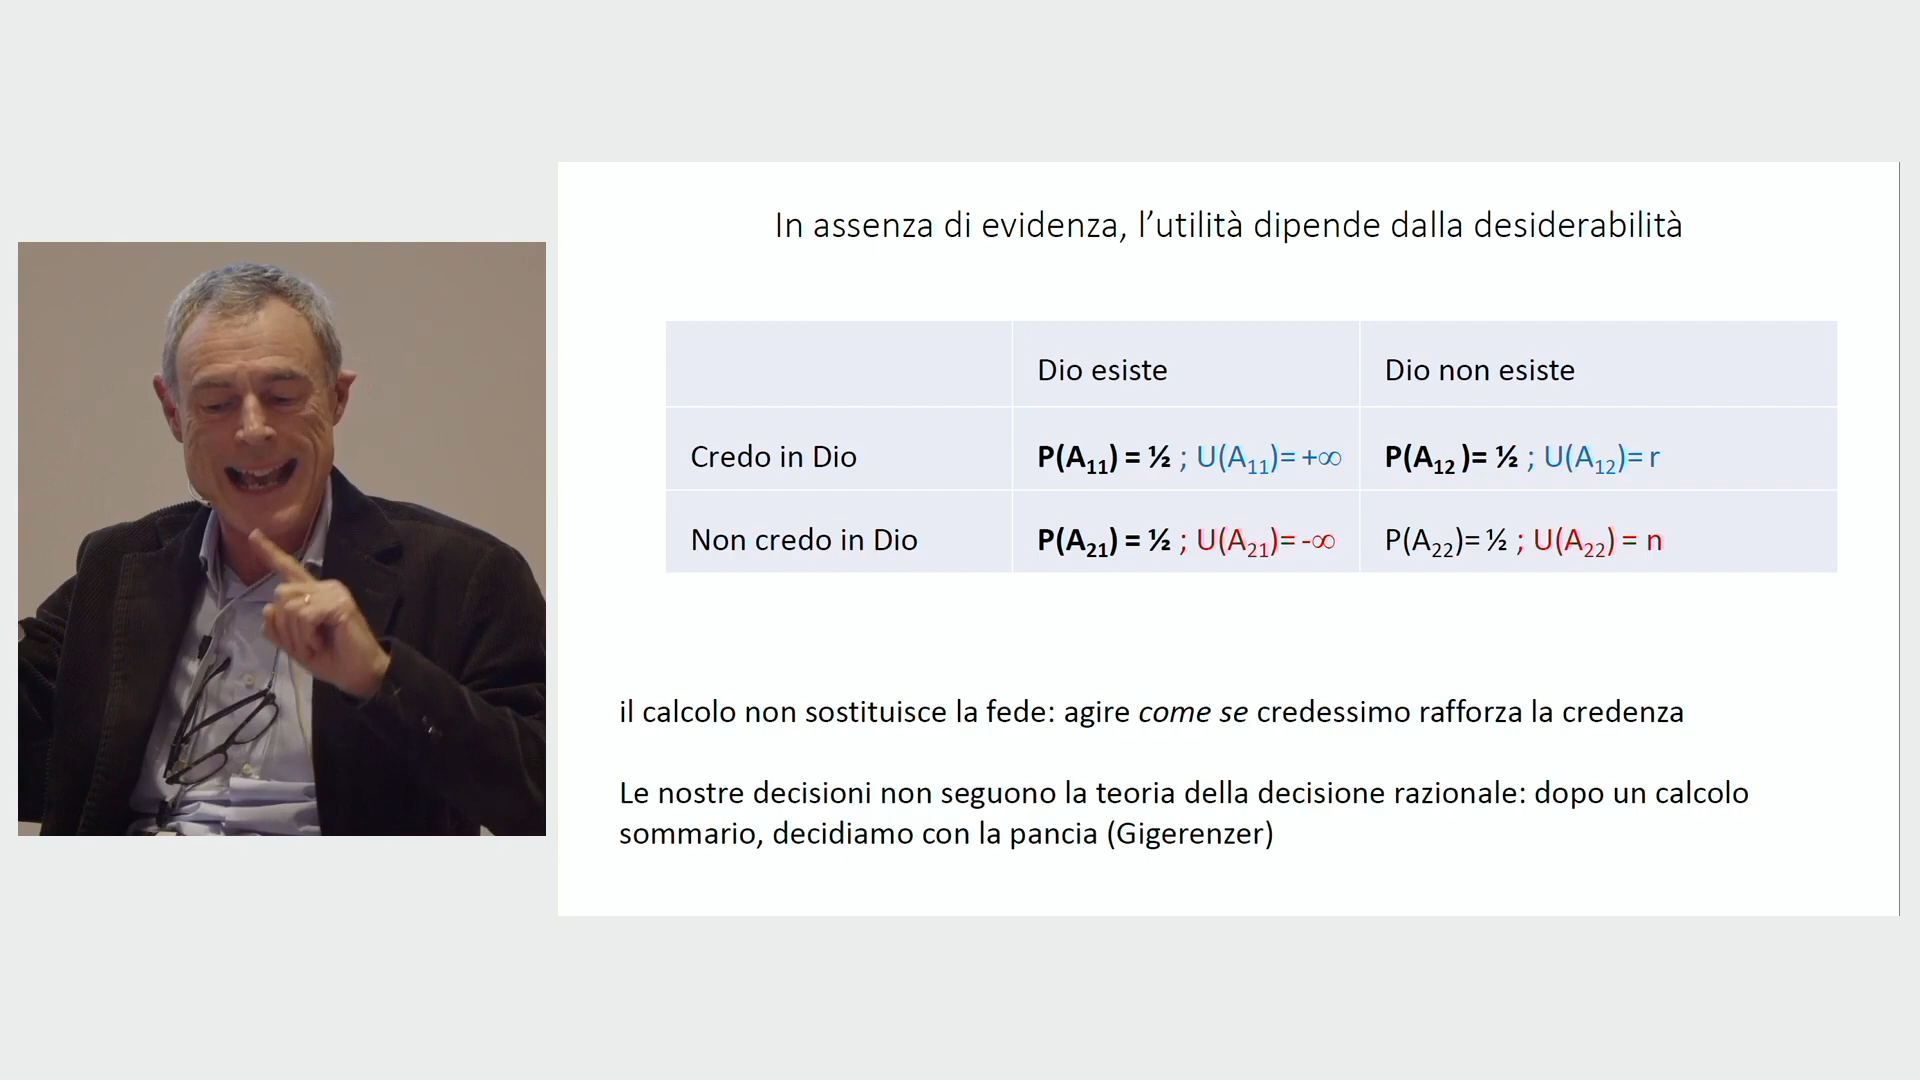 In assenza di evidenza, l’utilità dipende dalla desiderabilità
Dio esiste
Dio non esiste
Credo in Dio
P(A₁₁) = ½ ; U(A₁₁)= +∞
P(A₁₂ )= ½ ; U(A₁₂)= r
Non credo in Dio
P(A₂₁) = ½ ; U(A₂₁)= -∞
P(A₂₂)= ½ ; U(A₂₂) = n
il calcolo non sostituisce la fede: agire come se credessimo rafforza la credenza
Le nostre decisioni non seguono la teoria della decisione razionale: dopo un calcolo
sommario, decidiamo con la pancia (Gigerenzer)